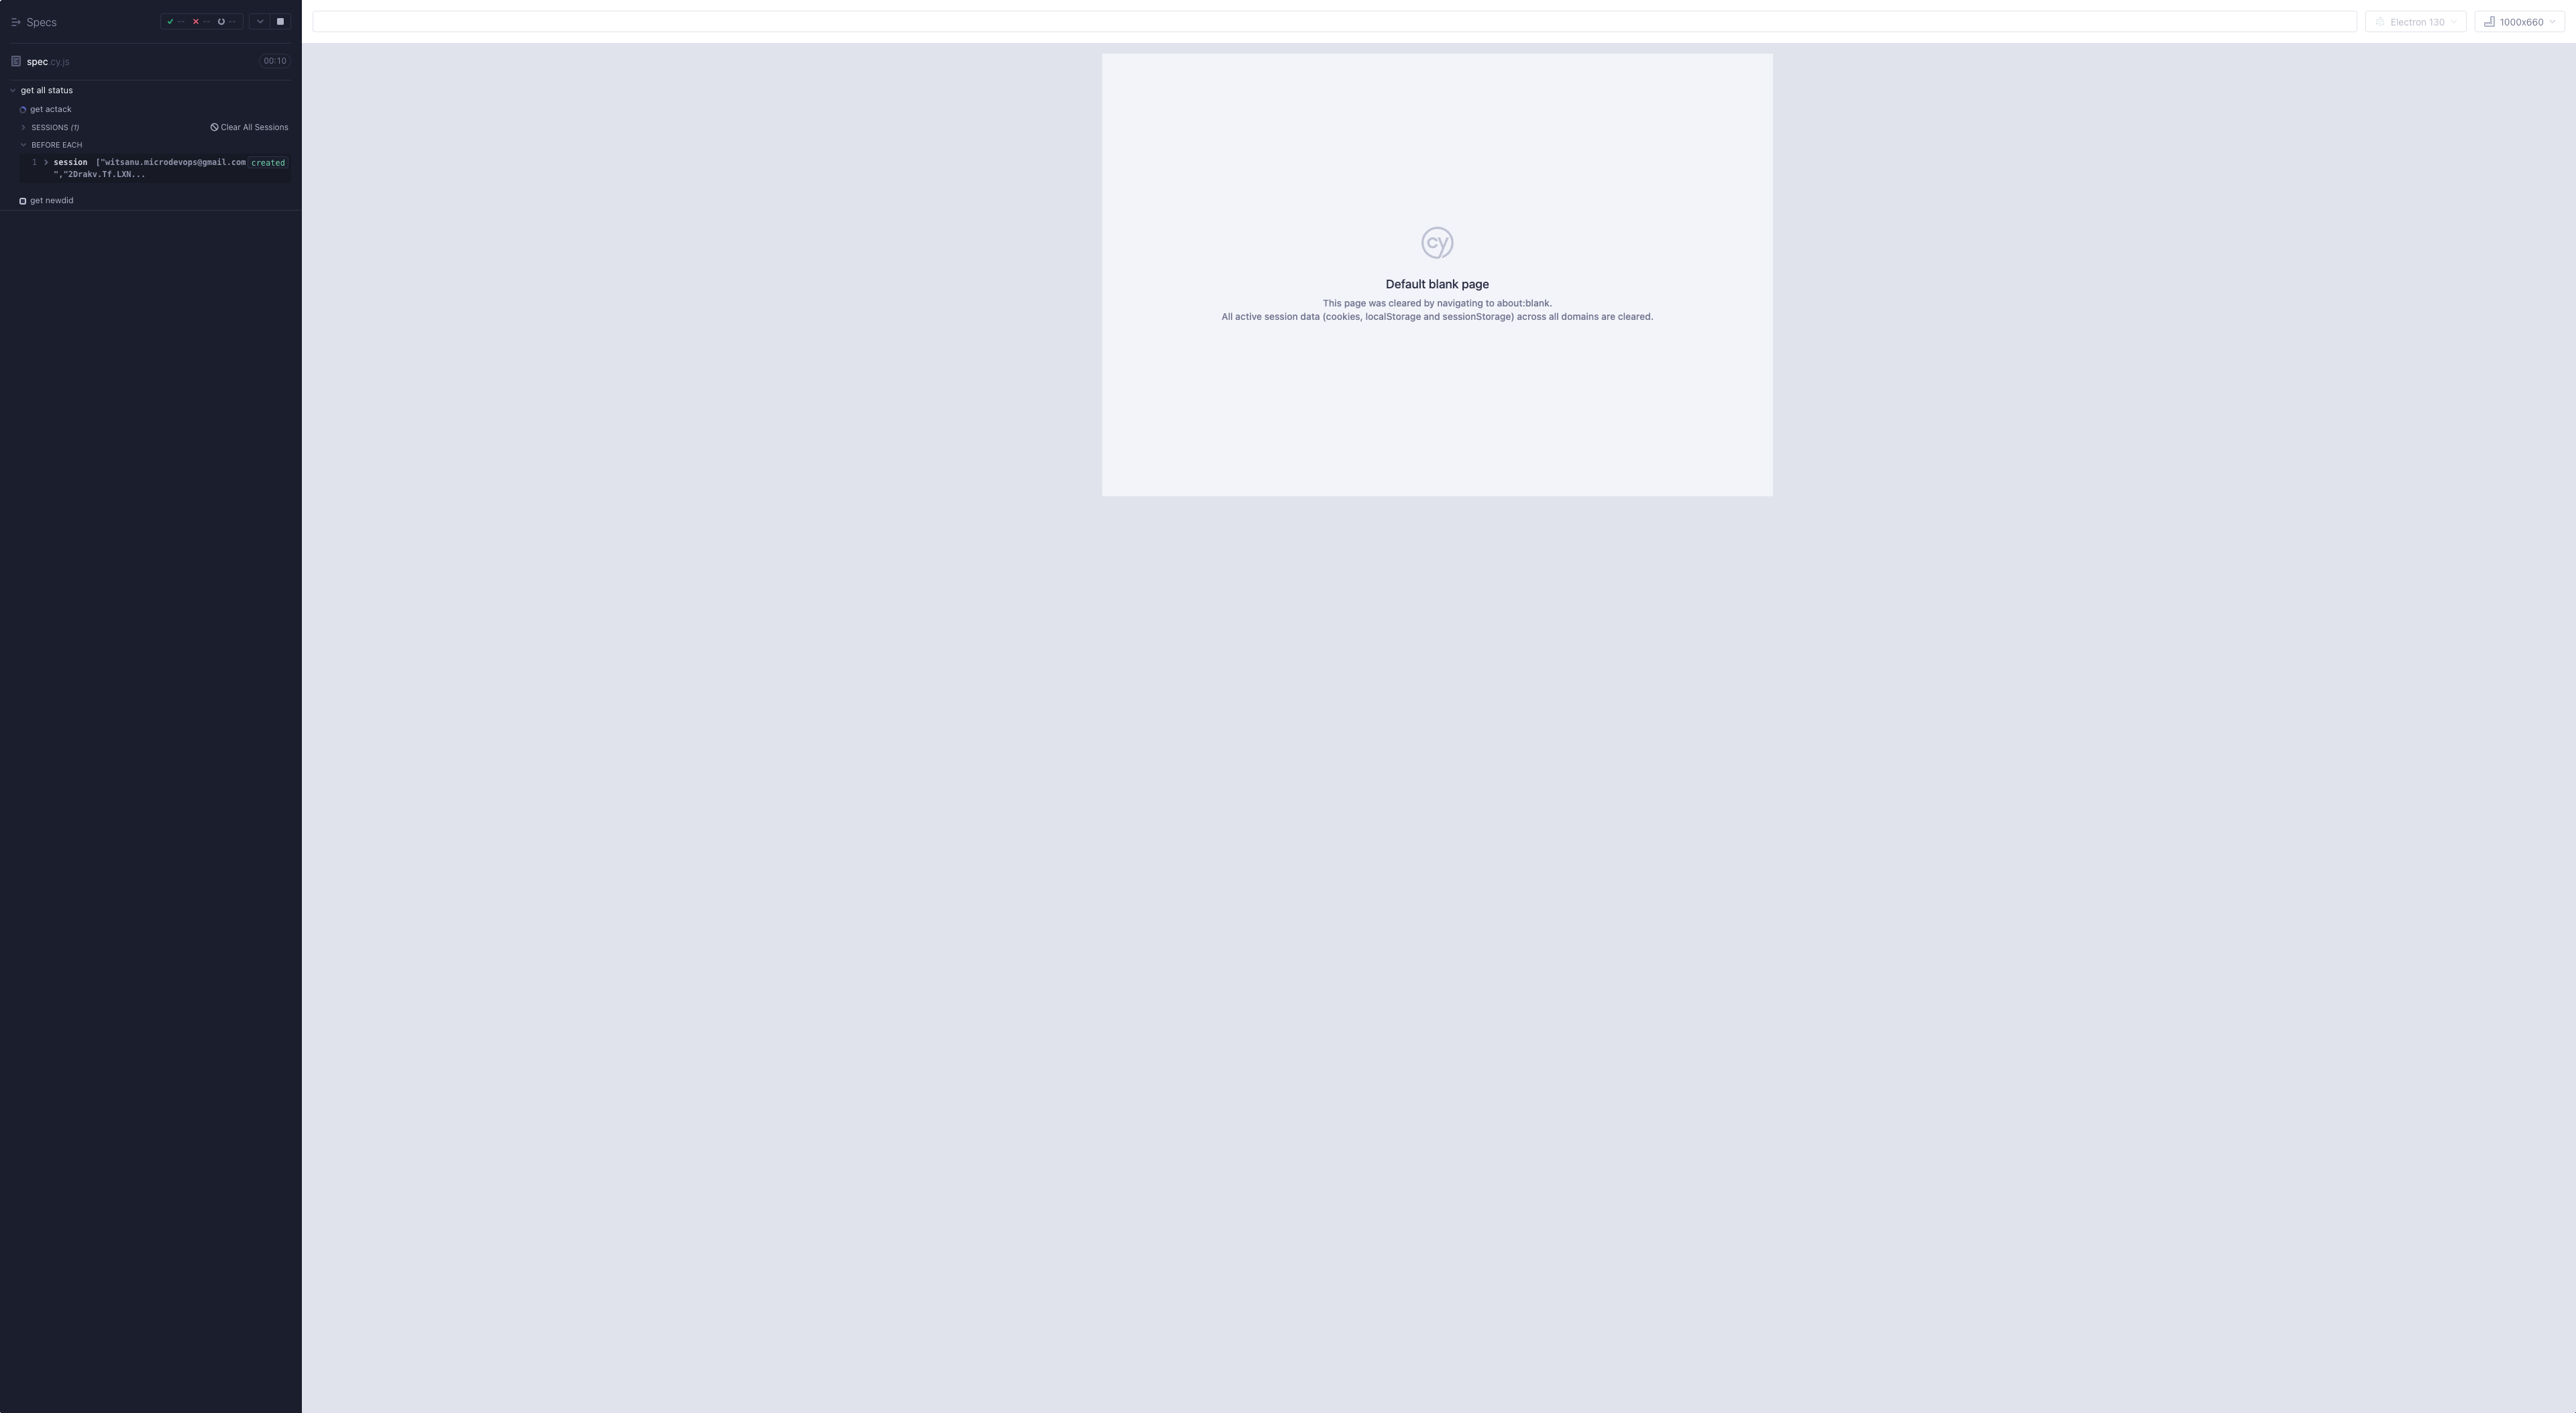 Specs
-- -- --
Electron 130
1000x660
spec.cy.js
00:10
get all status
get actack
SESSIONS (1)
Clear All Sessions
BEFORE EACH
1 session ["witsanu.microdevops@gmail.com created
","2Drakv.Tf.LXN...
get newdid
cy
Default blank page
This page was cleared by navigating to about:blank.
All active session data (cookies, localStorage and sessionStorage) across all domains are cleared.